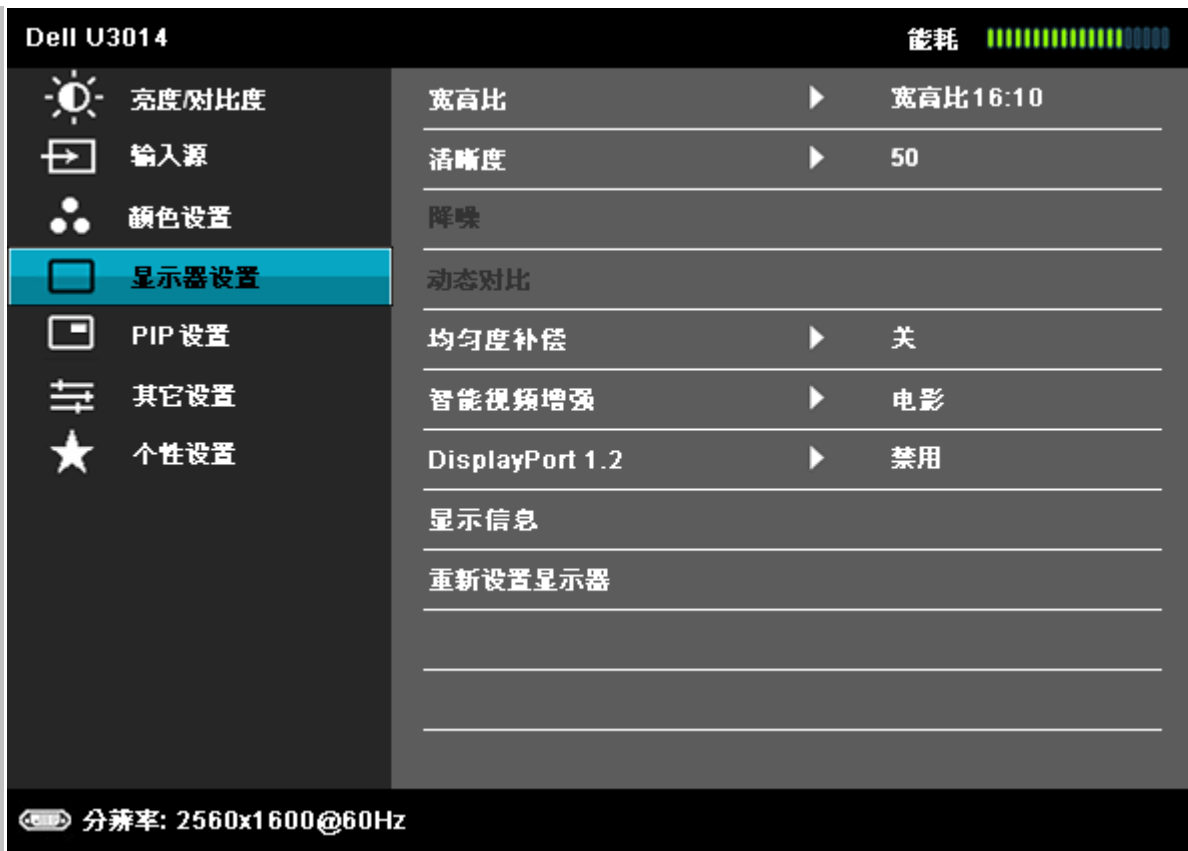 Dell U3014
能耗
亮度/对比度
输入源
颜色设置
显示器设置
PIP 设置
其它设置
个性设置
宽高比 宽高比16:10
清晰度 50
降噪
动态对比
均匀度补偿 关
智能视频增强 电影
DisplayPort 1.2 禁用
显示信息
重新设置显示器
分辨率: 2560x1600@60Hz